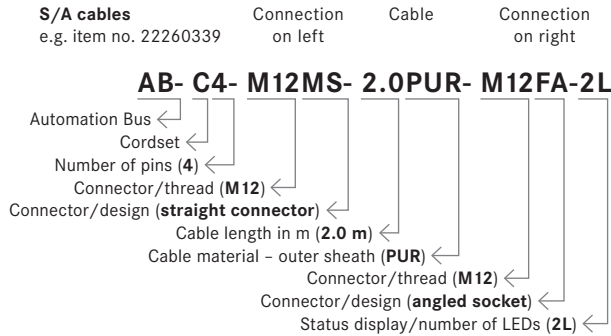 S/A cables Connection Cable Connection
e.g. item no. 22260339 on left on right
AB- C4- M12MS- 2.0PUR- M12FA-2L
Automation Bus
Cordset
Number of pins (4)
Connector/thread (M12)
Connector/design (straight connector)
Cable length in m (2.0 m)
Cable material – outer sheath (PUR)
Connector/thread (M12)
Connector/design (angled socket)
Status display/number of LEDs (2L)